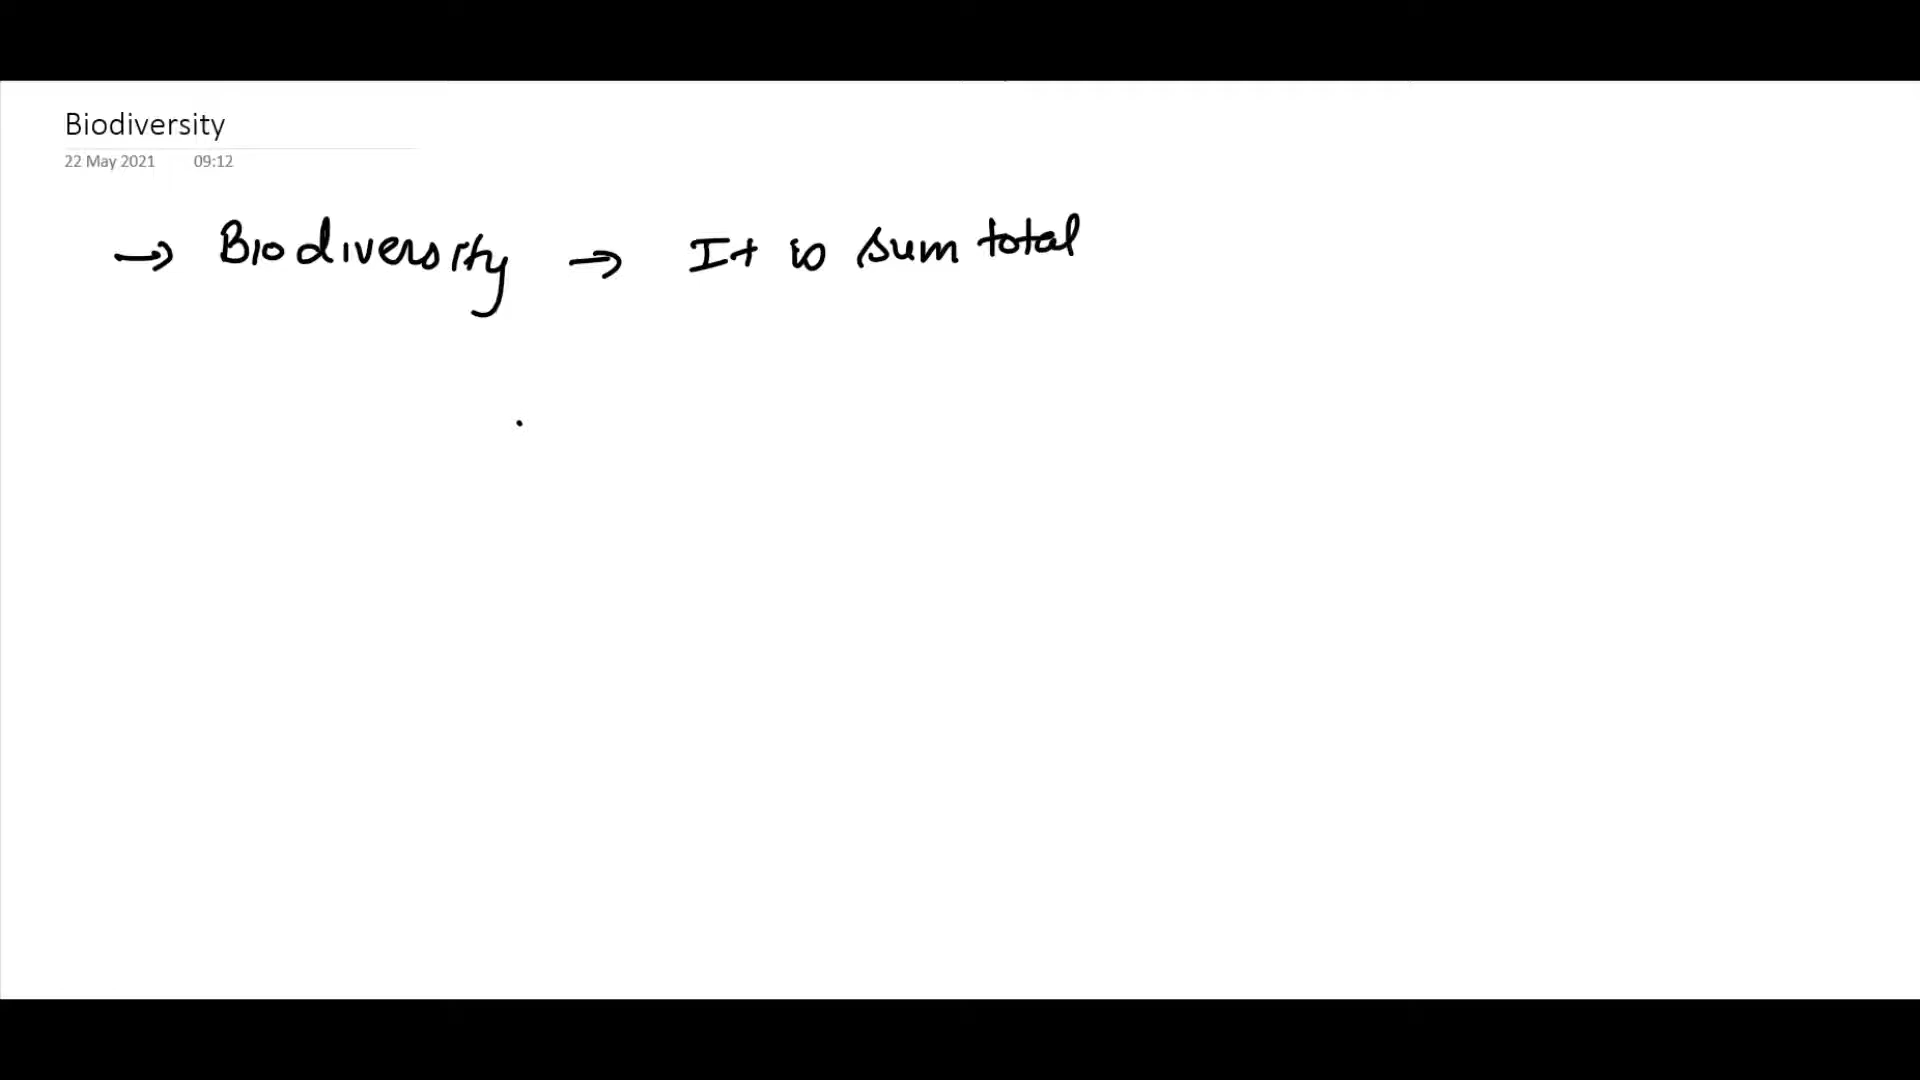 Biodiversity
22 May 2021 09:12
→ Biodiversity → It is sum total